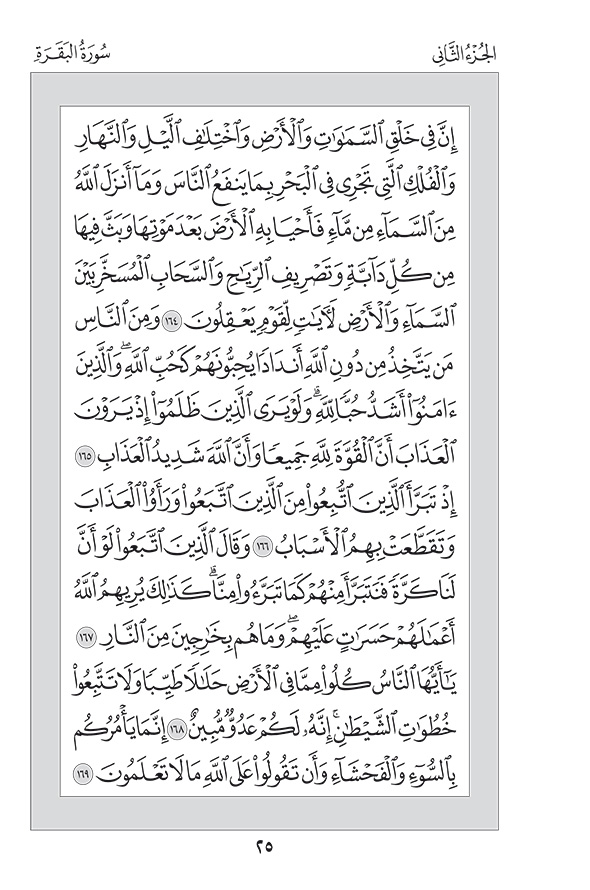 الجُزْءُ الثَّانِي
سُورَةُ البَقَرَةِ
إِنَّ فِي خَلْقِ ٱلسَّمَٰوَٰتِ وَٱلْأَرْضِ وَٱخْتِلَٰفِ ٱلَّيْلِ وَٱلنَّهَارِ
وَٱلْفُلْكِ ٱلَّتِي تَجْرِي فِي ٱلْبَحْرِ بِمَا يَنفَعُ ٱلنَّاسَ وَمَآ أَنزَلَ ٱللَّهُ
مِنَ ٱلسَّمَآءِ مِن مَّآءٍ فَأَحْيَا بِهِ ٱلْأَرْضَ بَعْدَ مَوْتِهَا وَبَثَّ فِيهَا
مِن كُلِّ دَآبَّةٍ وَتَصْرِيفِ ٱلرِّيَٰحِ وَٱلسَّحَابِ ٱلْمُسَخَّرِ بَيْنَ
ٱلسَّمَآءِ وَٱلْأَرْضِ لَأٓيَٰتٍ لِّقَوْمٍ يَعْقِلُونَ ١٦٤ وَمِنَ ٱلنَّاسِ
مَن يَتَّخِذُ مِن دُونِ ٱللَّهِ أَندَادًا يُحِبُّونَهُمْ كَحُبِّ ٱللَّهِۖ وَٱلَّذِينَ
ءَامَنُوٓا۟ أَشَدُّ حُبًّا لِّلَّهِۗ وَلَوْ يَرَى ٱلَّذِينَ ظَلَمُوٓا۟ إِذْ يَرَوْنَ
ٱلْعَذَابَ أَنَّ ٱلْقُوَّةَ لِلَّهِ جَمِيعًا وَأَنَّ ٱللَّهَ شَدِيدُ ٱلْعَذَابِ ١٦٥
إِذْ تَبَرَّأَ ٱلَّذِينَ ٱتُّبِعُوا۟ مِنَ ٱلَّذِينَ ٱتَّبَعُوا۟ وَرَأَوُا۟ ٱلْعَذَابَ
وَتَقَطَّعَتْ بِهِمُ ٱلْأَسْبَابُ ١٦٦ وَقَالَ ٱلَّذِينَ ٱتَّبَعُوا۟ لَوْ أَنَّ
لَنَا كَرَّةً فَنَتَبَرَّأَ مِنْهُمْ كَمَا تَبَرَّءُوا۟ مِنَّاۗ كَذَٰلِكَ يُرِيهِمُ ٱللَّهُ
أَعْمَٰلَهُمْ حَسَرَٰتٍ عَلَيْهِمْۖ وَمَا هُم بِخَٰرِجِينَ مِنَ ٱلنَّارِ ١٦٧
يَٰٓأَيُّهَا ٱلنَّاسُ كُلُوا۟ مِمَّا فِي ٱلْأَرْضِ حَلَٰلًا طَيِّبًا وَلَا تَتَّبِعُوا۟
خُطُوَٰتِ ٱلشَّيْطَٰنِۚ إِنَّهُۥ لَكُمْ عَدُوٌّ مُّبِينٌ ١٦٨ إِنَّمَا يَأْمُرُكُم
بِٱلسُّوٓءِ وَٱلْفَحْشَآءِ وَأَن تَقُولُوا۟ عَلَى ٱللَّهِ مَا لَا تَعْلَمُونَ ١٦٩
٢٥